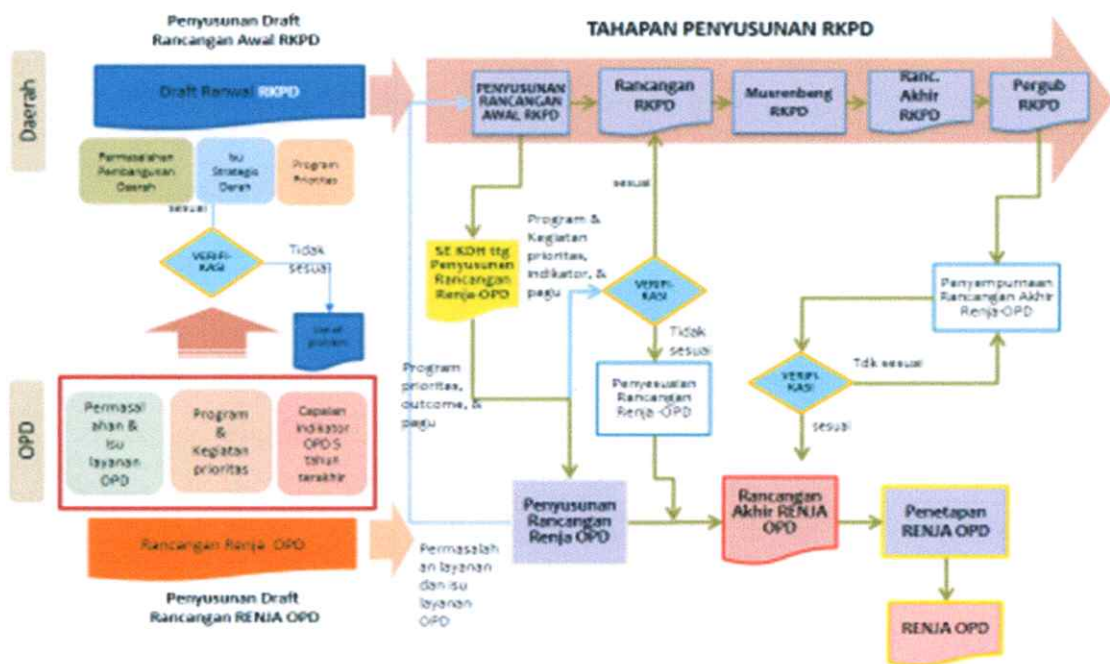 Penyusunan Draft
Rancangan Awal RKPD
TAHAPAN PENYUSUNAN RKPD
Daerah
Draft Ranwal RKPD
PENYUSUNAN
RANCANGAN
AWAL RKPD
Rancangan
RKPD
Musrenbang
RKPD
Ranc.
Akhir
RKPD
Pergub
RKPD
Permasalahan
Pembangunan
Daerah
Isu
Strategis
Daerah
Program
Prioritas
sesuai
VERIFI-
KASI
Tidak
sesuai
SE KDH ttg
Penyusunan
Rancangan
Renja-OPD
Program &
Kegiatan
prioritas,
indikator, &
pagu
sesuai
VERIFI-
KASI
Tidak
sesuai
Penyesuaian
Rancangan
Renja -OPD
Penyempurnaan
Rancangan Akhir
Renja-OPD
VERIFI-
KASI
Tdk sesuai
sesuai
OPD
Permasal
ahan &
isu
layanan
OPD
Program
&
Kegiatan
prioritas
Capaian
indikator
OPD 5
tahun
terakhir
Program
prioritas,
outcome, &
pagu
Rancangan Renja OPD
Penyusunan Draft
Rancangan RENJA OPD
Permasalah
an layanan
dan isu
layanan
OPD
Penyusunan
Rancangan
Renja OPD
Rancangan
Akhir RENJA
OPD
Penetapan
RENJA OPD
RENJA OPD